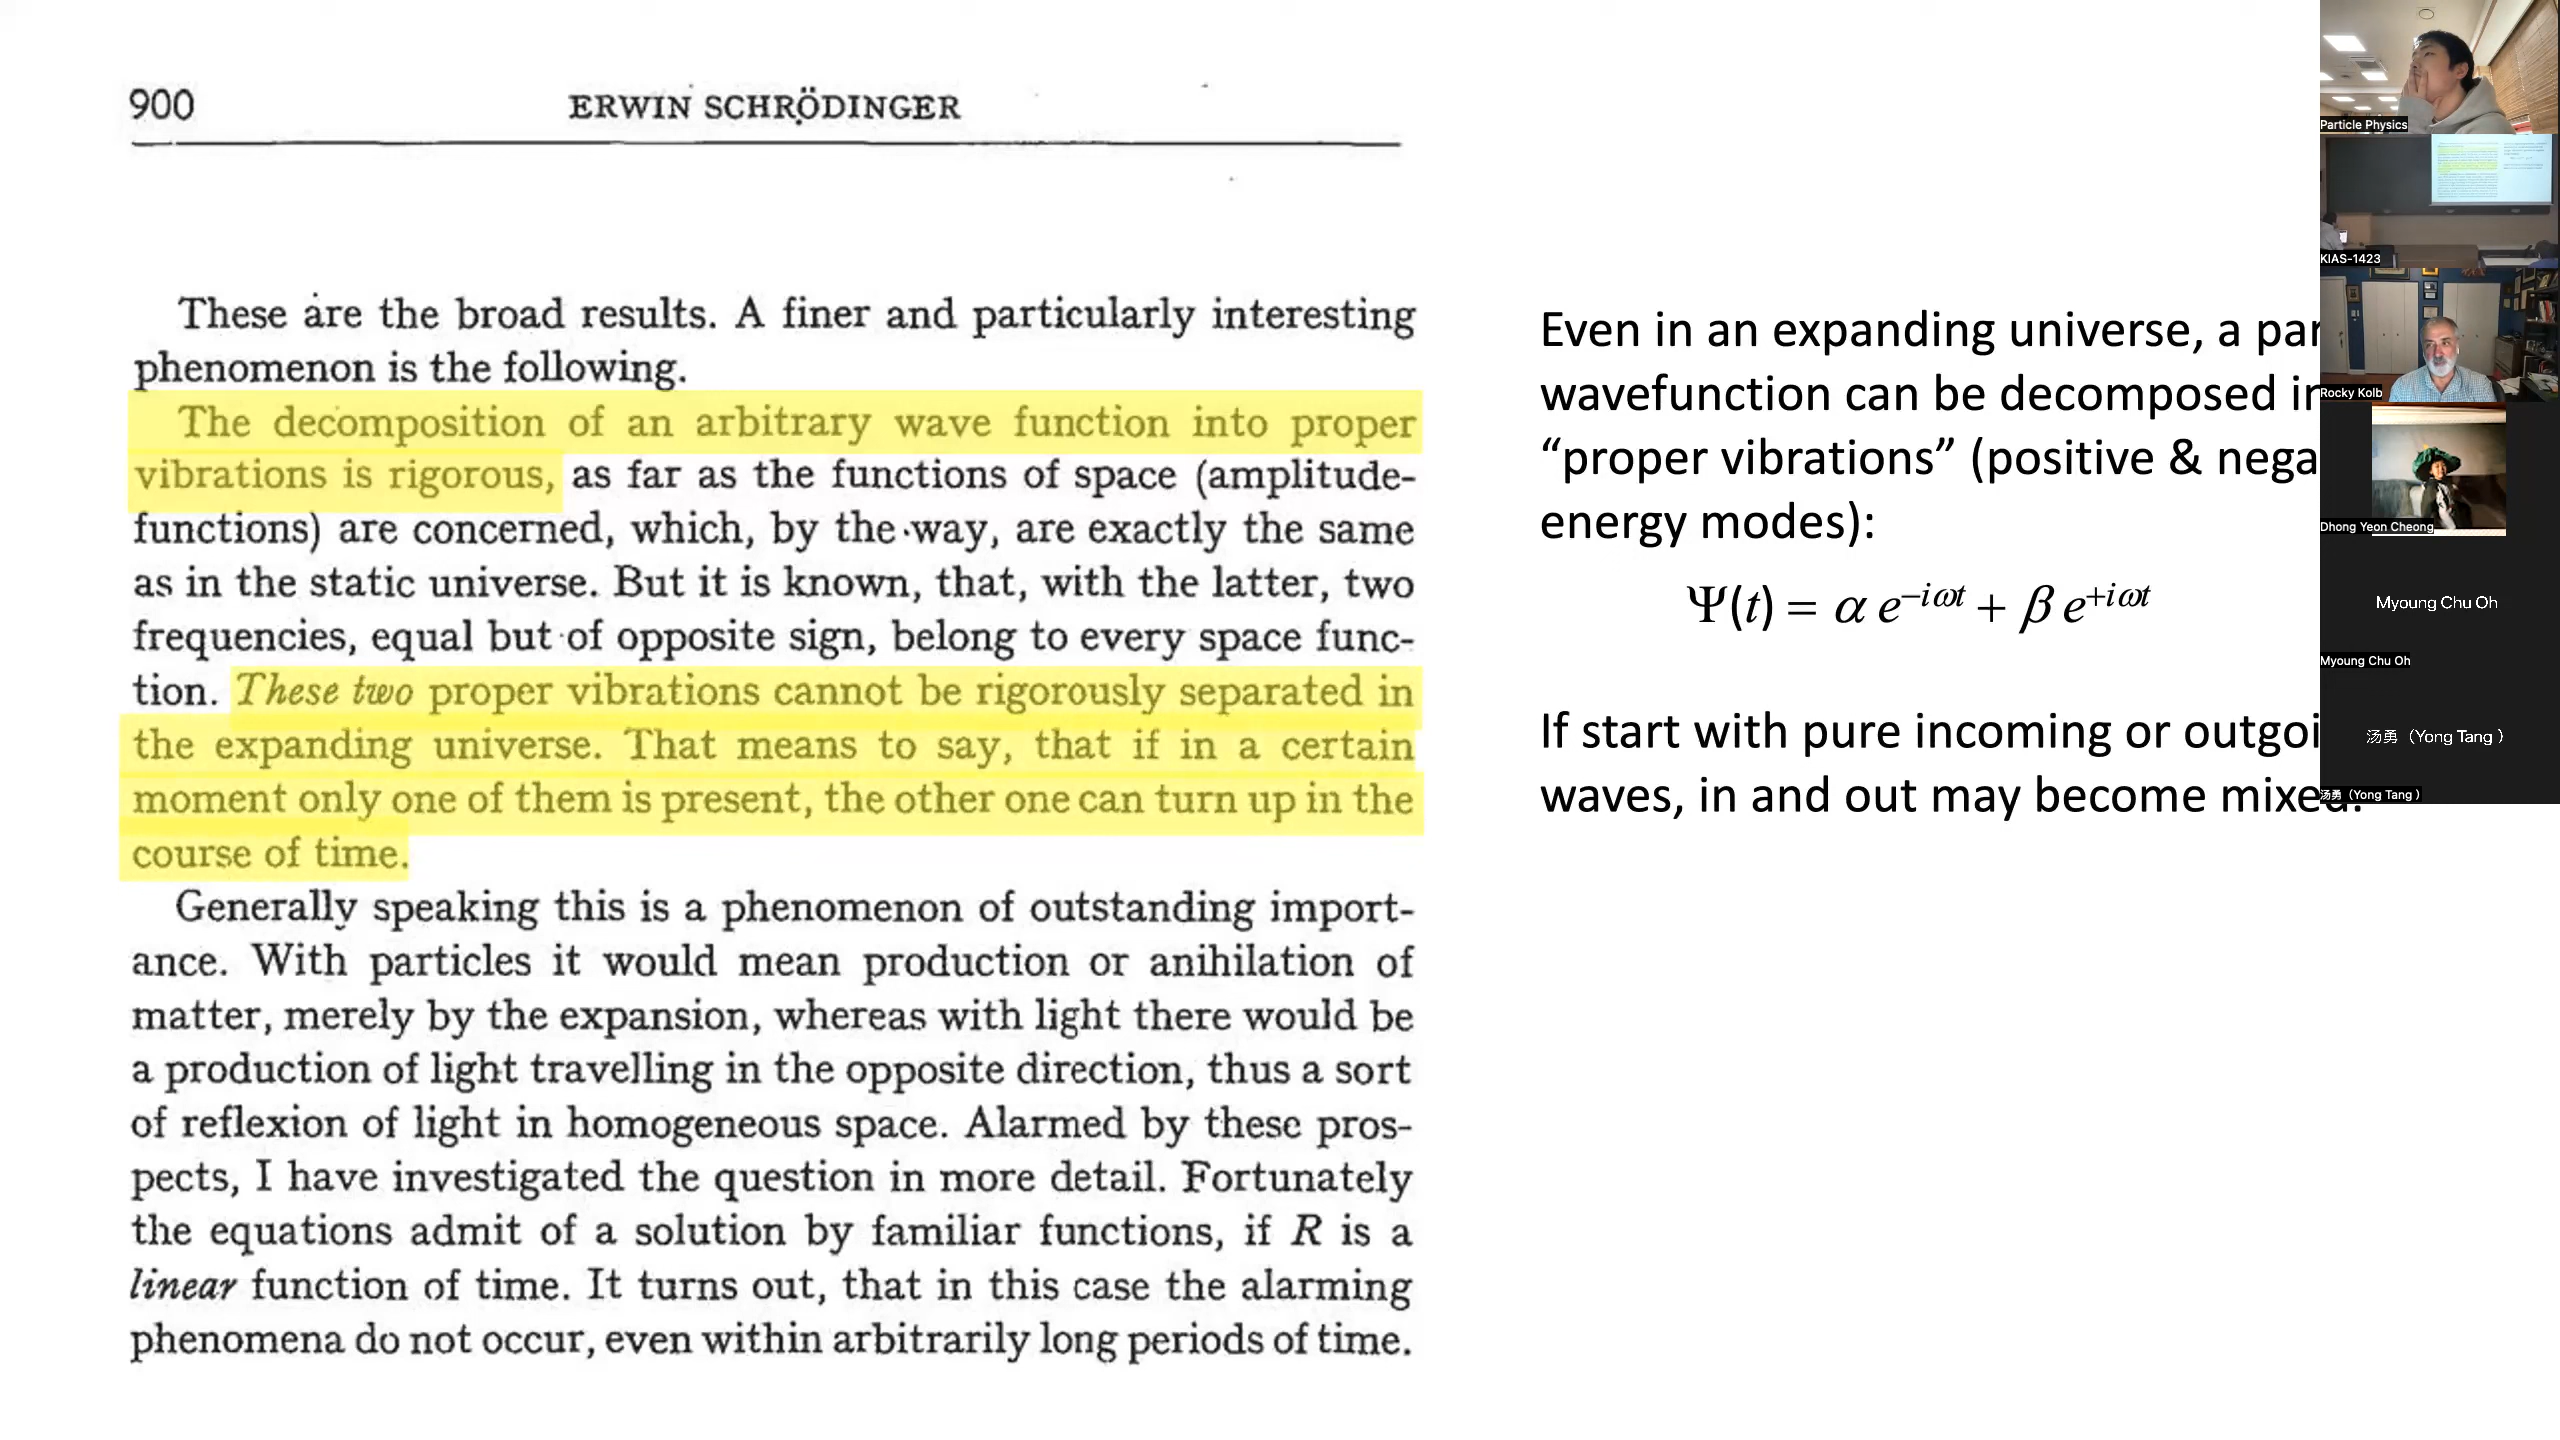 900
ERWIN SCHRÖDINGER
These are the broad results. A finer and particularly interesting
phenomenon is the following.
The decomposition of an arbitrary wave function into proper
vibrations is rigorous, as far as the functions of space (amplitude-
functions) are concerned, which, by the way, are exactly the same
as in the static universe. But it is known, that, with the latter, two
frequencies, equal but of opposite sign, belong to every space func-
tion. These two proper vibrations cannot be rigorously separated in
the expanding universe. That means to say, that if in a certain
moment only one of them is present, the other one can turn up in the
course of time.
Generally speaking this is a phenomenon of outstanding import-
ance. With particles it would mean production or anihilation of
matter, merely by the expansion, whereas with light there would be
a production of light travelling in the opposite direction, thus a sort
of reflexion of light in homogeneous space. Alarmed by these pros-
pects, I have investigated the question in more detail. Fortunately
the equations admit of a solution by familiar functions, if R is a
linear function of time. It turns out, that in this case the alarming
phenomena do not occur, even within arbitrarily long periods of time.
Even in an expanding universe, a par
wavefunction can be decomposed in
“proper vibrations” (positive & nega
energy modes):
Ψ(t) = α e^{−iωt} + β e^{+iωt}
If start with pure incoming or outgoi
waves, in and out may become mixed.
Particle Physics
KIAS-1423
Rocky Kolb
Dhong Yeon Cheong
Myoung Chu Oh
Myoung Chu Oh
汤勇（Yong Tang）
汤勇（Yong Tang）